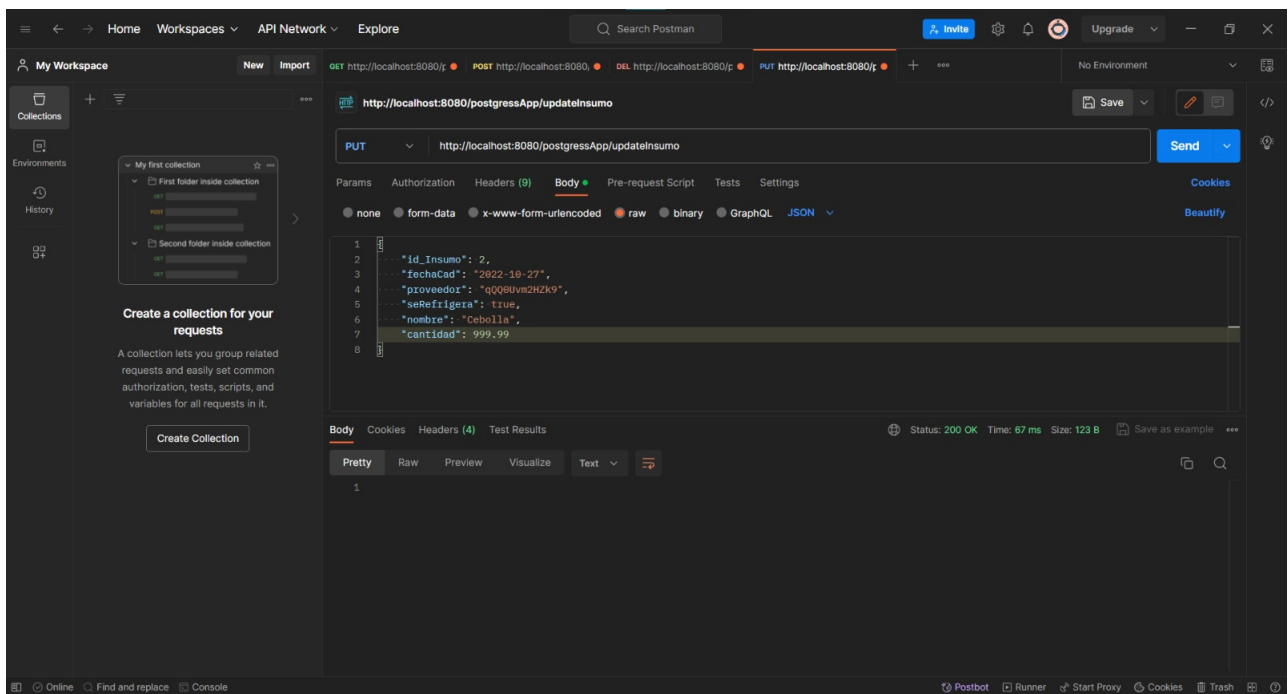 Home Workspaces API Network Explore Search Postman Invite Upgrade
My Workspace New Import GET http://localhost:8080/p POST http://localhost:8080/ DEL http://localhost:8080/p PUT http://localhost:8080/p No Environment
Collections
Environments
History
My first collection
First folder inside collection
GET
POST
GET
Second folder inside collection
GET
GET
Create a collection for your
requests
A collection lets you group related
requests and easily set common
authorization, tests, scripts, and
variables for all requests in it.
Create Collection
HTTP http://localhost:8080/postgressApp/updateInsumo Save
PUT http://localhost:8080/postgressApp/updateInsumo Send
Params Authorization Headers (9) Body Pre-request Script Tests Settings Cookies
none form-data x-www-form-urlencoded raw binary GraphQL JSON Beautify
1 {
2 "id_Insumo": 2,
3 "fechaCad": "2022-10-27",
4 "proveedor": "qQQ0Uvm2HZk9",
5 "seRefrigera": true,
6 "nombre": "Cebolla",
7 "cantidad": 999.99
8 }
Body Cookies Headers (4) Test Results Status: 200 OK Time: 67 ms Size: 123 B Save as example
Pretty Raw Preview Visualize Text
1
Online Find and replace Console Postbot Runner Start Proxy Cookies Trash